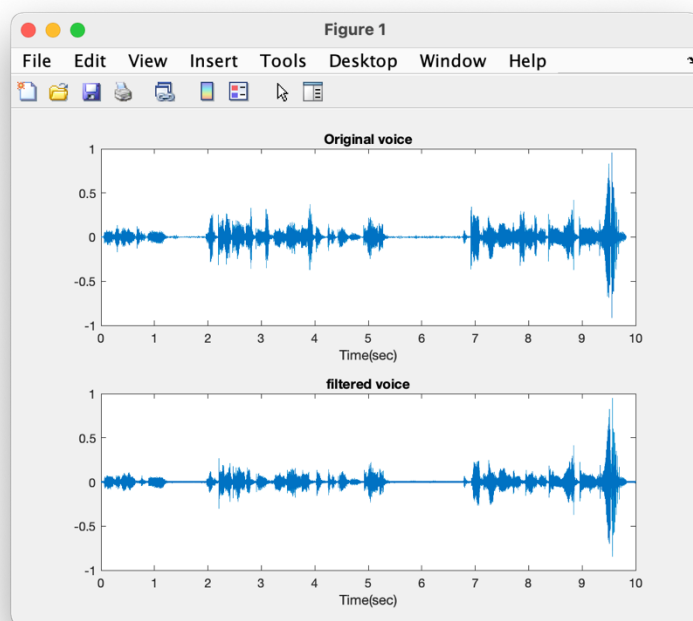 Figure 1
File Edit View Insert Tools Desktop Window Help
Original voice
1
0.5
0
-0.5
-1
0 1 2 3 4 5 6 7 8 9 10
Time(sec)
filtered voice
1
0.5
0
-0.5
-1
0 1 2 3 4 5 6 7 8 9 10
Time(sec)